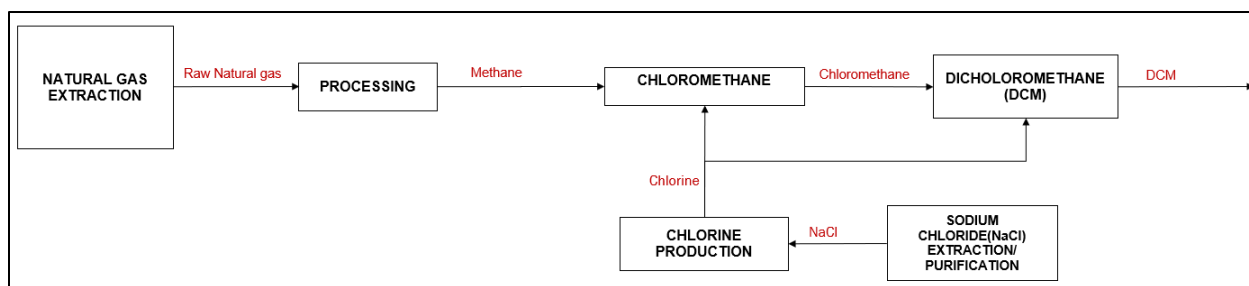 NATURAL GAS
EXTRACTION
Raw Natural gas
PROCESSING
Methane
CHLOROMETHANE
Chloromethane
DICHOLOROMETHANE
(DCM)
DCM
Chlorine
CHLORINE
PRODUCTION
NaCl
SODIUM
CHLORIDE(NaCl)
EXTRACTION/
PURIFICATION